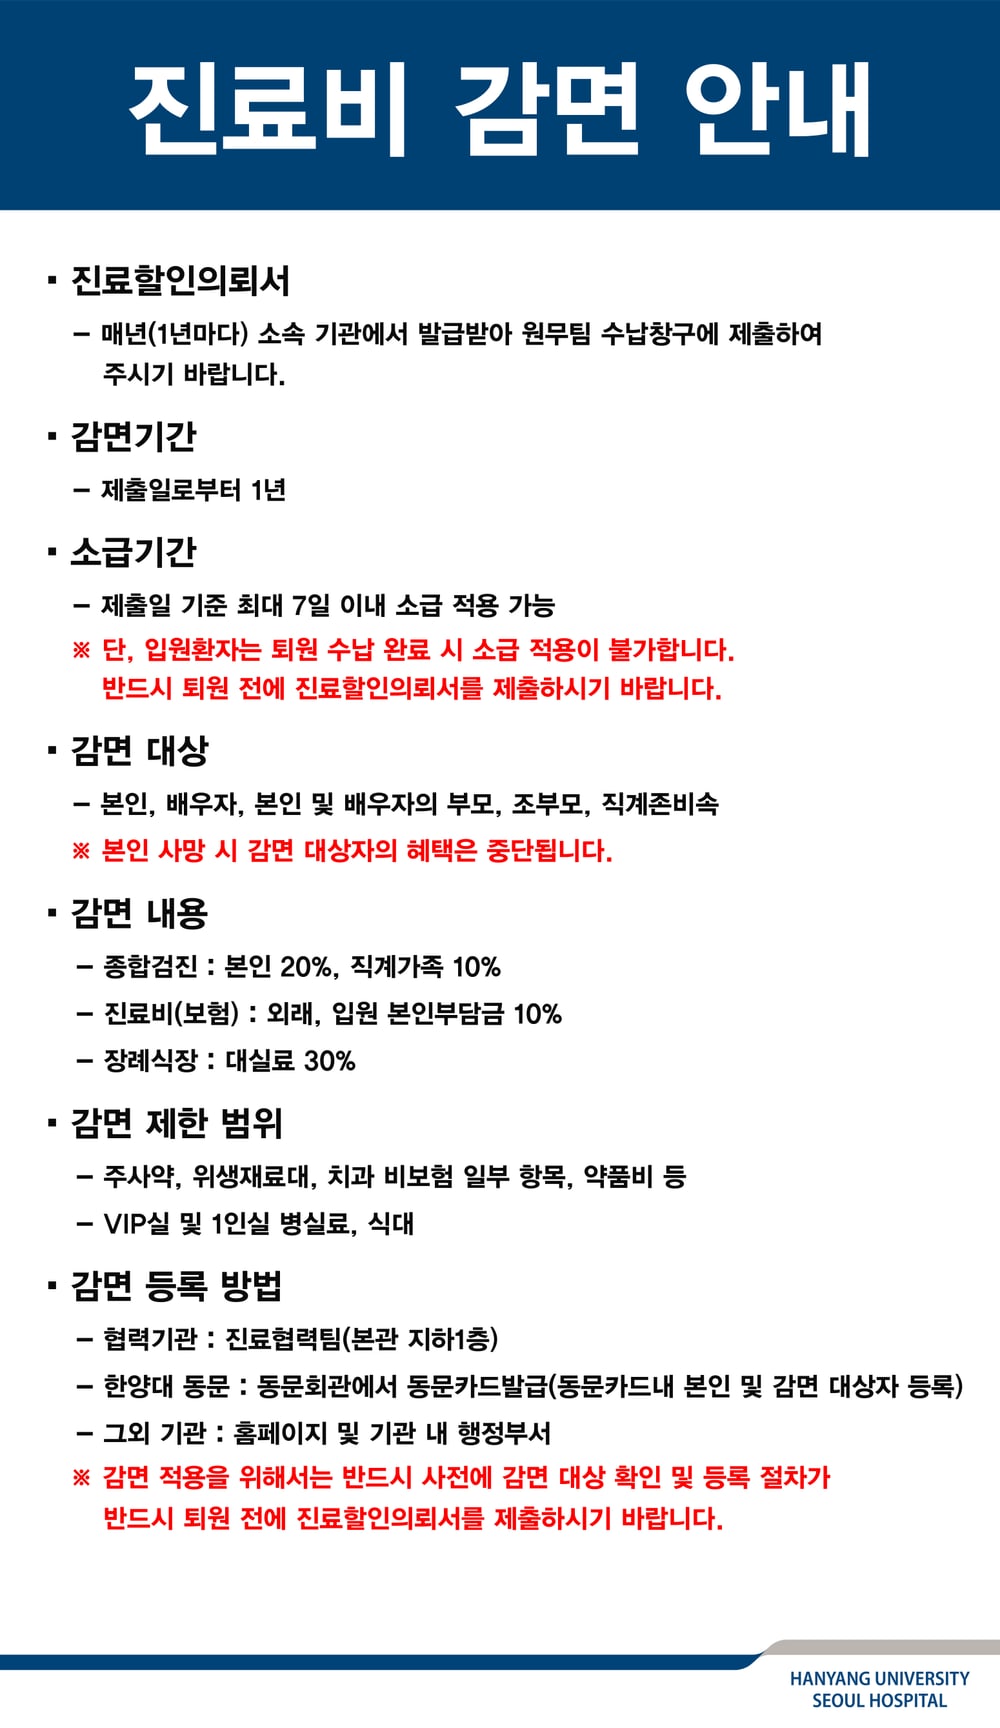 진료비 감면 안내
▪ 진료할인의뢰서
– 매년(1년마다) 소속 기관에서 발급받아 원무팀 수납창구에 제출하여
주시기 바랍니다.
▪ 감면기간
– 제출일로부터 1년
▪ 소급기간
– 제출일 기준 최대 7일 이내 소급 적용 가능
※ 단, 입원환자는 퇴원 수납 완료 시 소급 적용이 불가합니다.
반드시 퇴원 전에 진료할인의뢰서를 제출하시기 바랍니다.
▪ 감면 대상
– 본인, 배우자, 본인 및 배우자의 부모, 조부모, 직계존비속
※ 본인 사망 시 감면 대상자의 혜택은 중단됩니다.
▪ 감면 내용
– 종합검진 : 본인 20%, 직계가족 10%
– 진료비(보험) : 외래, 입원 본인부담금 10%
– 장례식장 : 대실료 30%
▪ 감면 제한 범위
– 주사약, 위생재료대, 치과 비보험 일부 항목, 약품비 등
– VIP실 및 1인실 병실료, 식대
▪ 감면 등록 방법
– 협력기관 : 진료협력팀(본관 지하1층)
– 한양대 동문 : 동문회관에서 동문카드발급(동문카드내 본인 및 감면 대상자 등록)
– 그외 기관 : 홈페이지 및 기관 내 행정부서
※ 감면 적용을 위해서는 반드시 사전에 감면 대상 확인 및 등록 절차가
반드시 퇴원 전에 진료할인의뢰서를 제출하시기 바랍니다.
HANYANG UNIVERSITY
SEOUL HOSPITAL